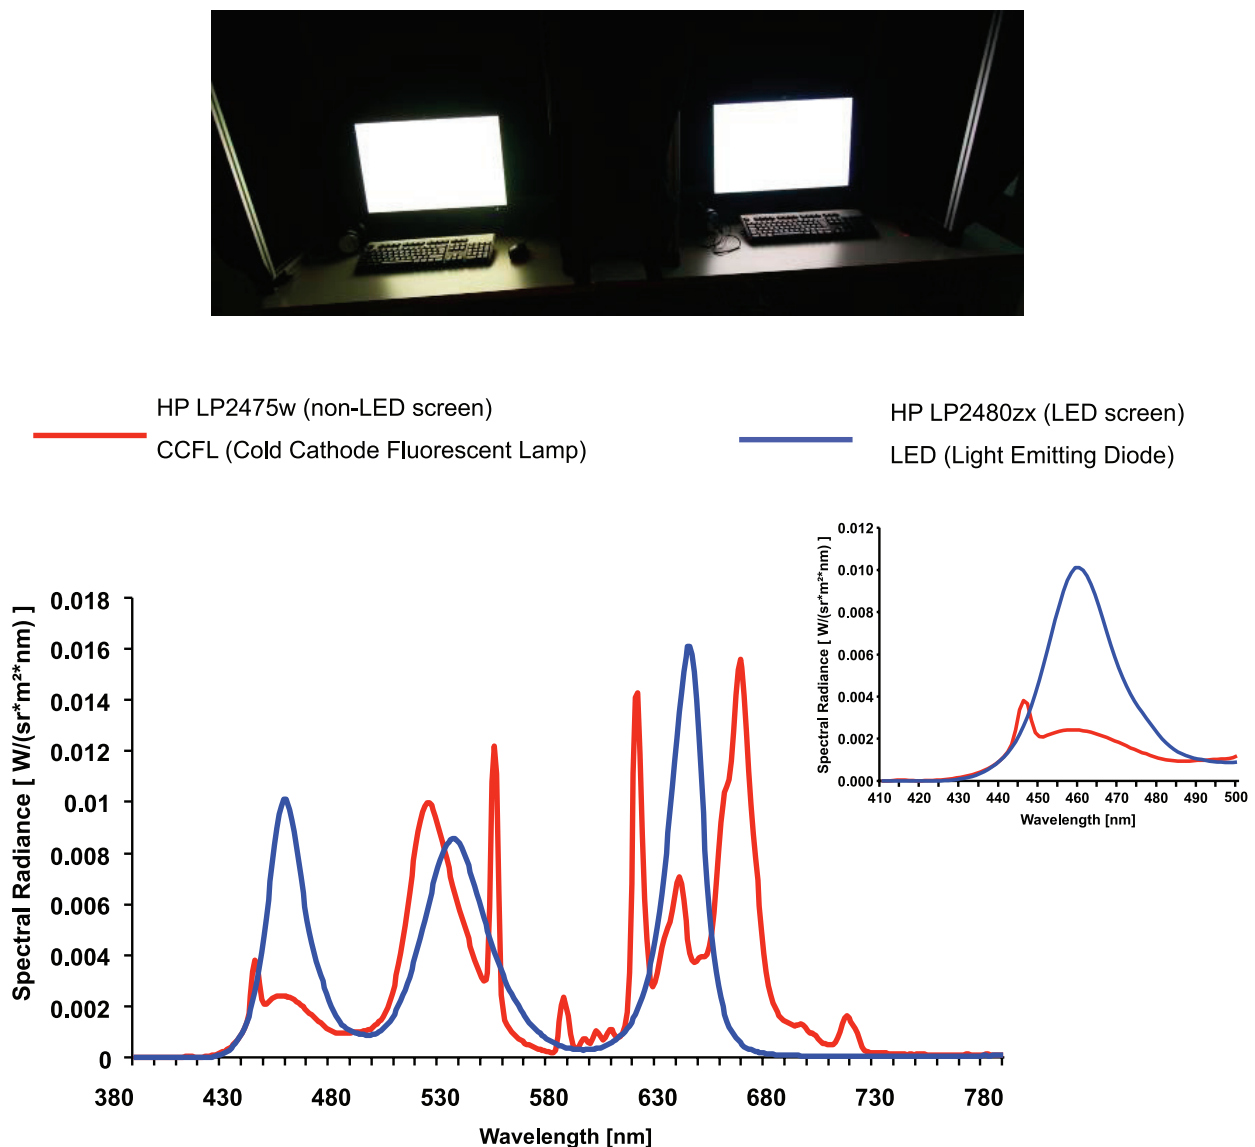 HP LP2475w (non-LED screen)
CCFL (Cold Cathode Fluorescent Lamp)
HP LP2480zx (LED screen)
LED (Light Emitting Diode)
Spectral Radiance [ W/(sr*m²*nm) ]
0.012
0.010
0.008
0.006
0.004
0.002
0.000
410 420 430 440 450 460 470 480 490 500
Wavelength [nm]
Spectral Radiance [ W/(sr*m²*nm) ]
0.018
0.016
0.014
0.012
0.01
0.008
0.006
0.004
0.002
0
380 430 480 530 580 630 680 730 780
Wavelength [nm]